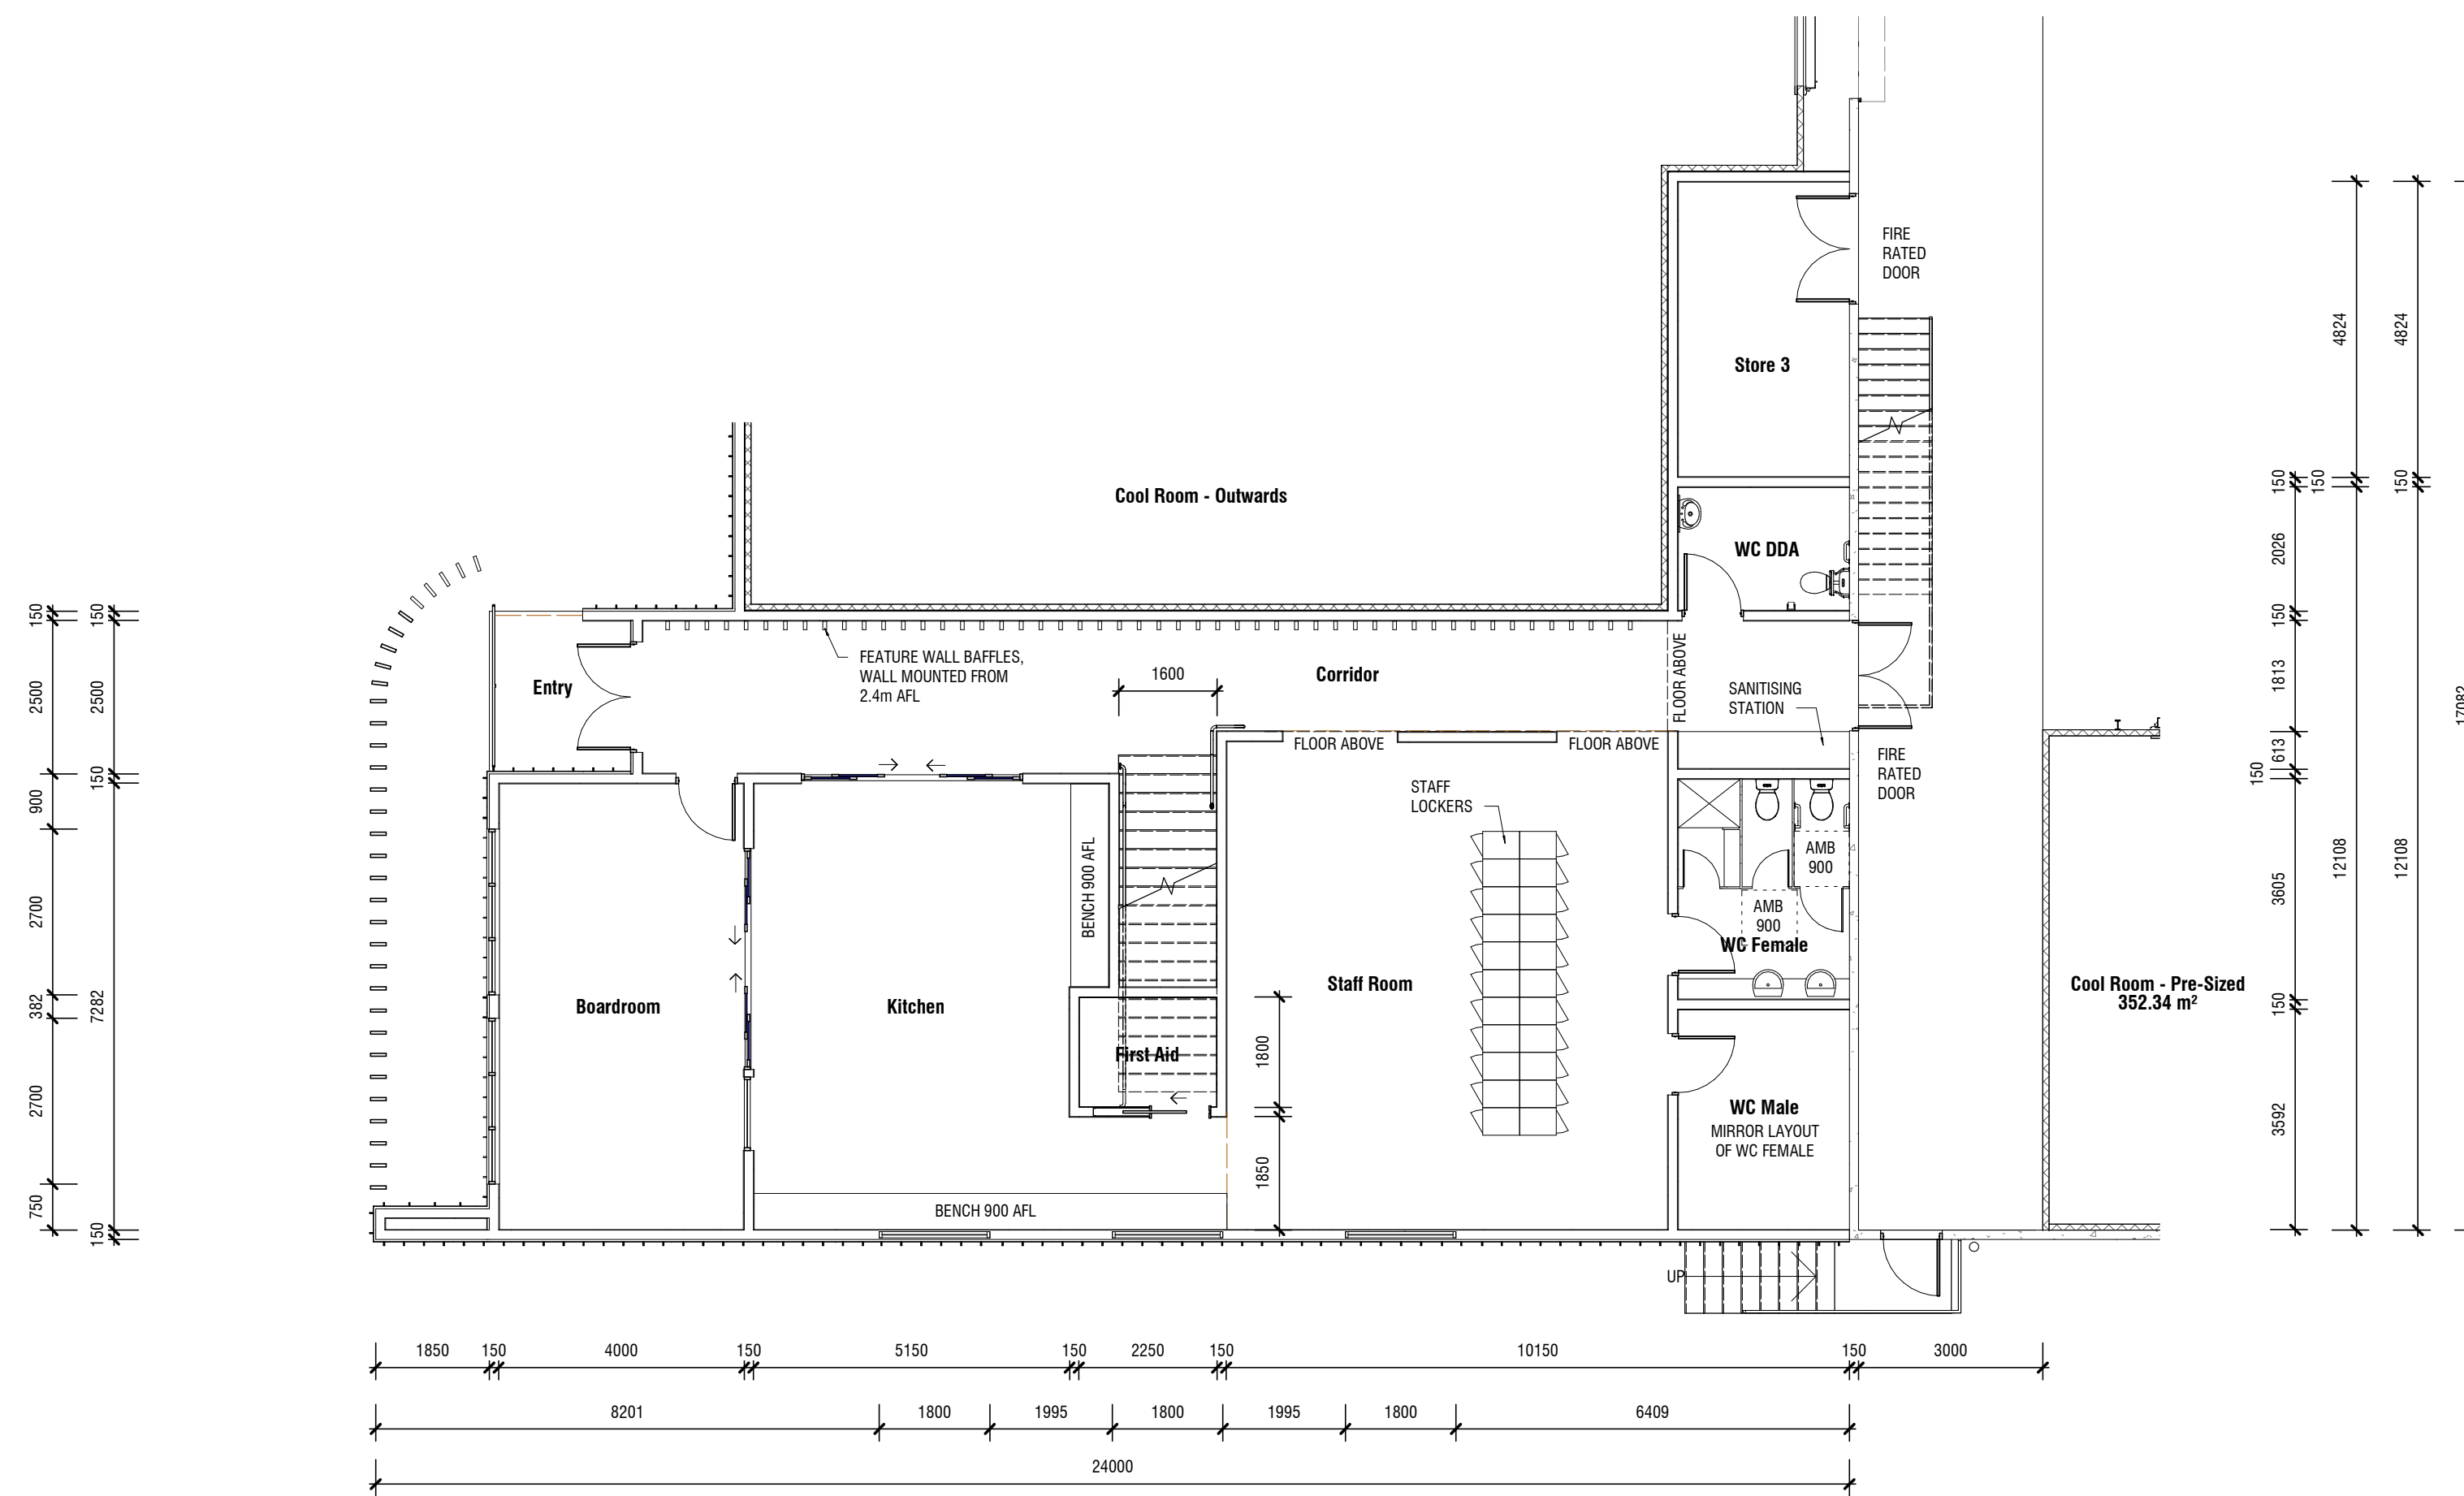 FIRE
RATED
DOOR
Store 3
4824
4824
Cool Room - Outwards
150
150
150
WC DDA
2026
150
150
150
FEATURE WALL BAFFLES,
WALL MOUNTED FROM
2.4m AFL
Corridor
Entry
1600
FLOOR ABOVE
SANITISING
STATION
2500
2500
1813
17082
FLOOR ABOVE
FLOOR ABOVE
FIRE
RATED
DOOR
613
150
150
900
STAFF
LOCKERS
BENCH 900 AFL
AMB
900
AMB
900
WC Female
2700
3605
12108
12108
382
7282
Boardroom
Kitchen
Staff Room
Cool Room - Pre-Sized
352.34 m²
150
First Aid
1800
2700
WC Male
MIRROR LAYOUT
OF WC FEMALE
3592
1850
750
150
BENCH 900 AFL
UP
1850
150
4000
150
5150
150
2250
150
10150
150
3000
8201
1800
1995
1800
1995
1800
6409
24000